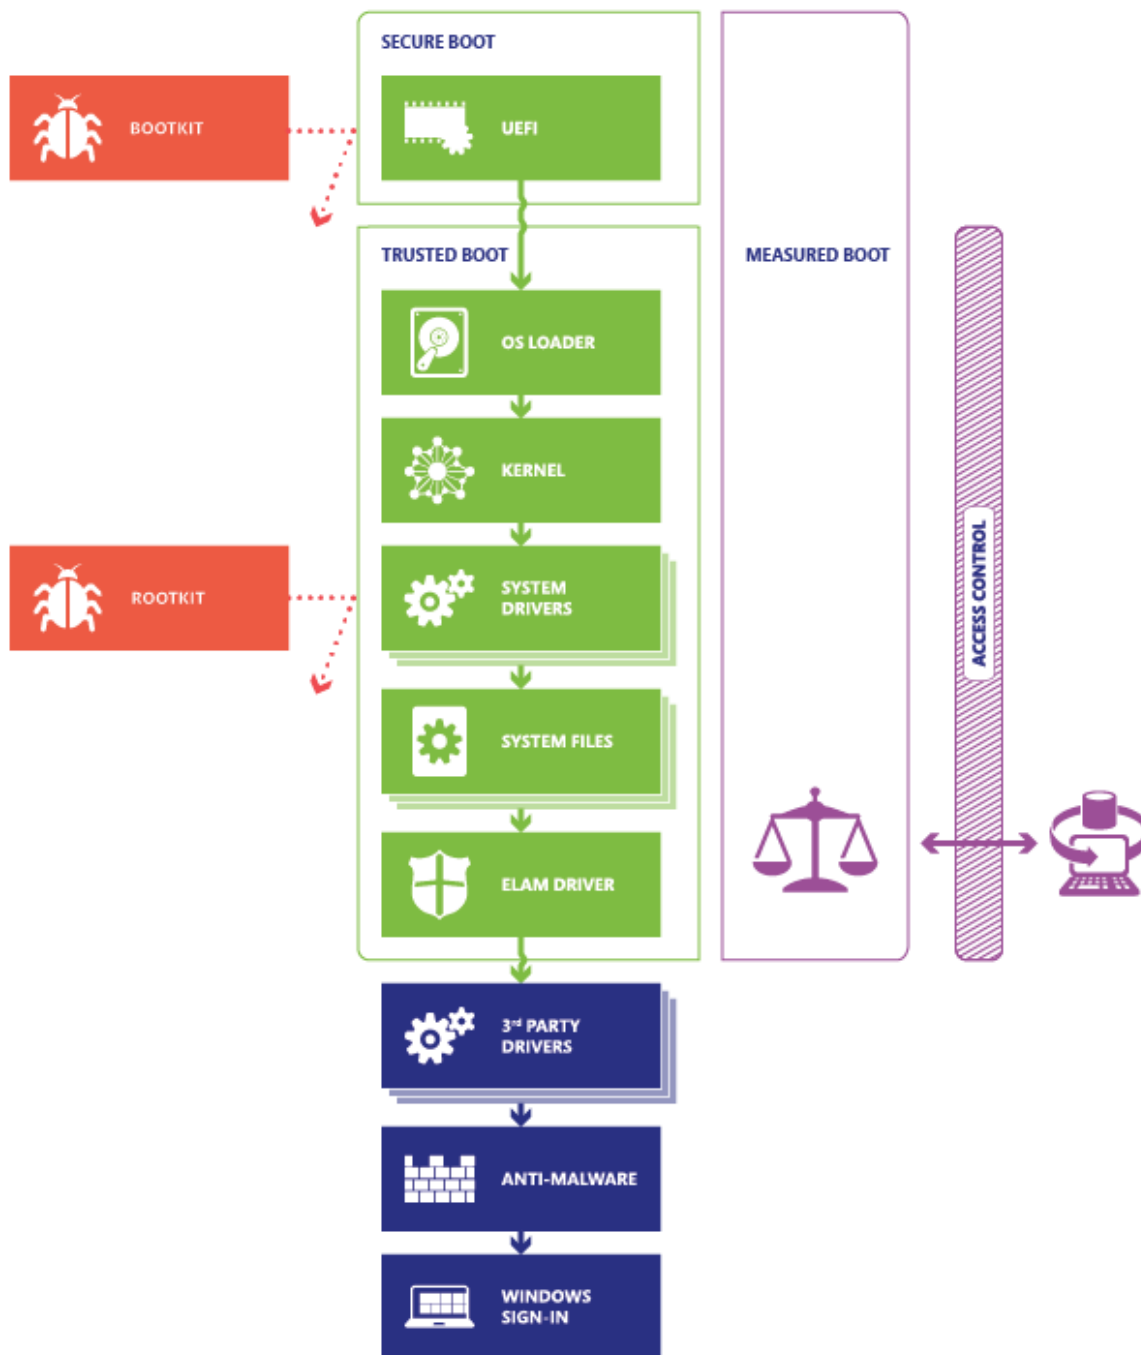 SECURE BOOT
BOOTKIT
UEFI
TRUSTED BOOT
MEASURED BOOT
OS LOADER
KERNEL
ROOTKIT
SYSTEM
DRIVERS
ACCESS CONTROL
SYSTEM FILES
ELAM DRIVER
3rd PARTY
DRIVERS
ANTI-MALWARE
WINDOWS
SIGN-IN